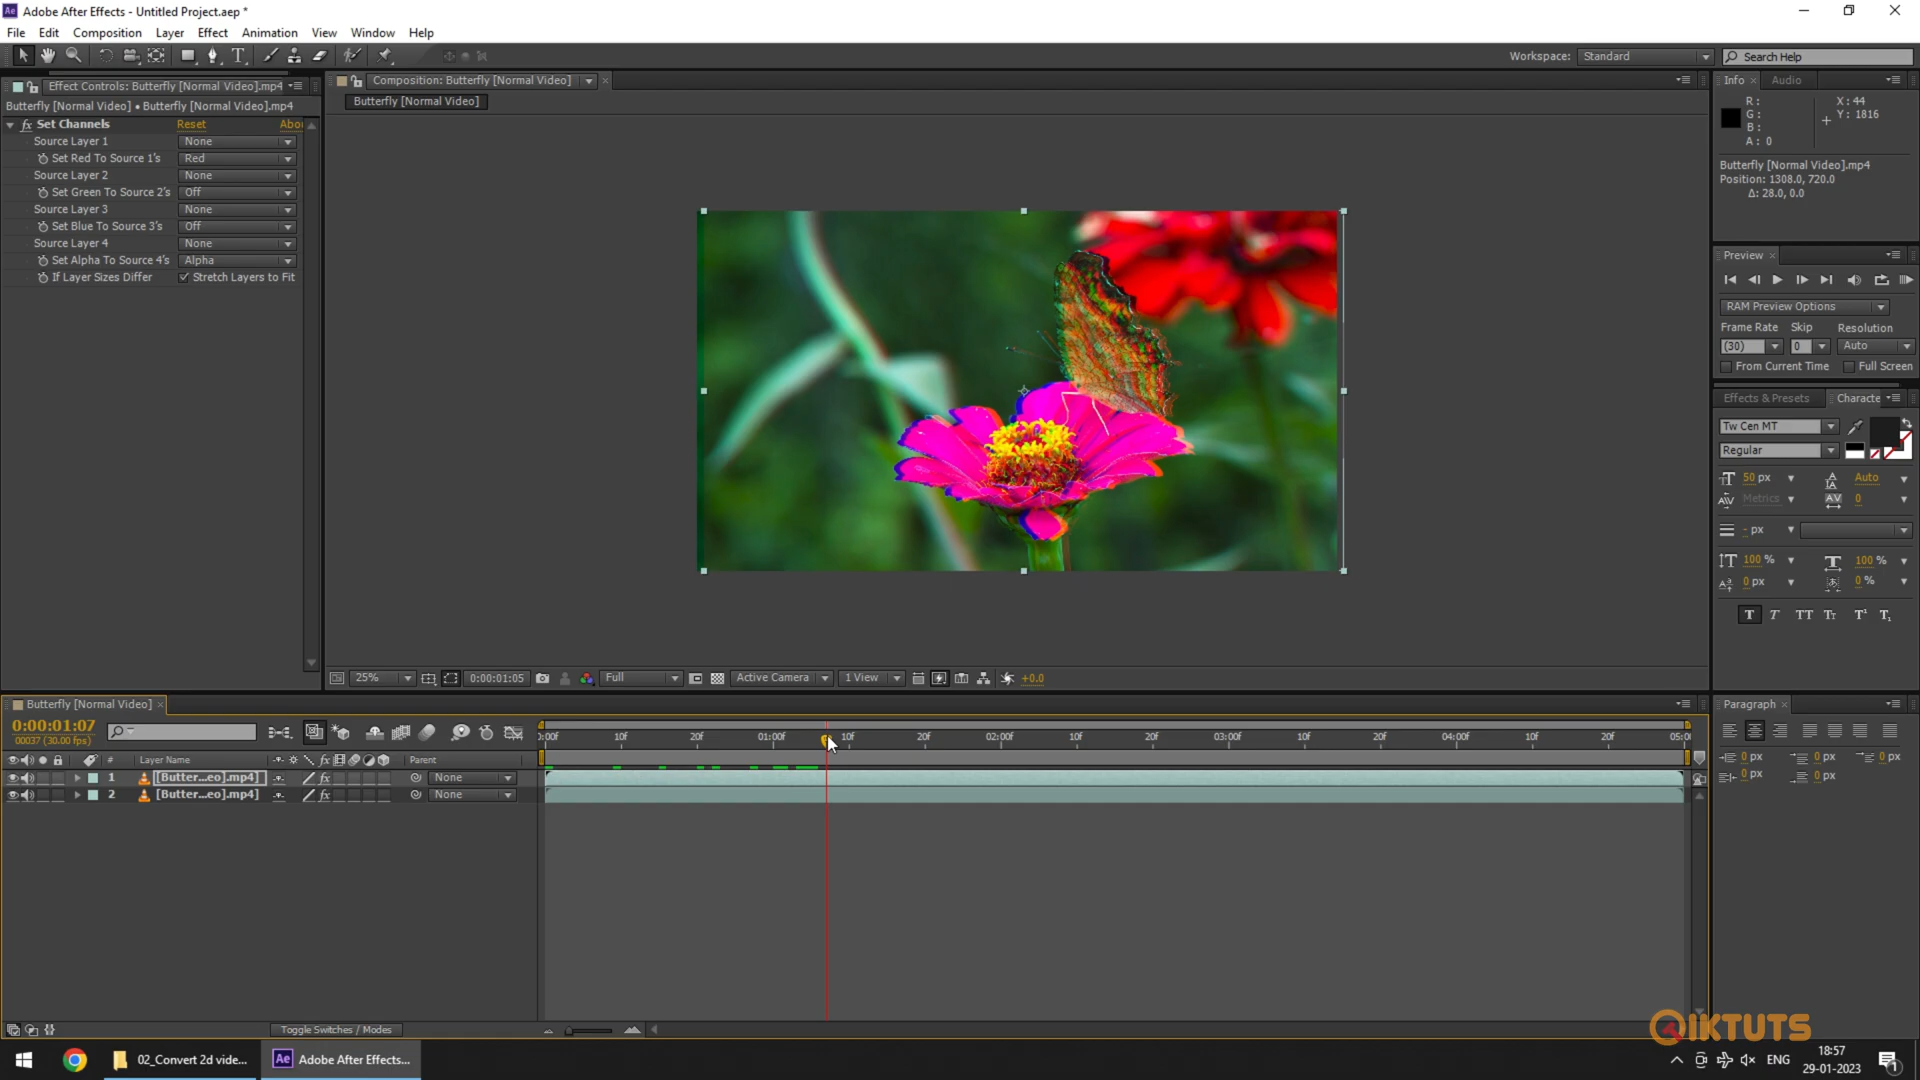 Adobe After Effects - Untitled Project.aep *
File Edit Composition Layer Effect Animation View Window Help
Workspace: Standard Search Help
Effect Controls: Butterfly [Normal Video].mp4
Butterfly [Normal Video] • Butterfly [Normal Video].mp4
fx Set Channels Reset Abou
Source Layer 1 None
Set Red To Source 1's Red
Source Layer 2 None
Set Green To Source 2's Off
Source Layer 3 None
Set Blue To Source 3's Off
Source Layer 4 None
Set Alpha To Source 4's Alpha
If Layer Sizes Differ Stretch Layers to Fit
Composition: Butterfly [Normal Video]
Butterfly [Normal Video]
25% 0:00:01:05 Full Active Camera 1 View +0.0
Info Audio
R: X: 44
G: Y: 1816
B:
A: 0
Butterfly [Normal Video].mp4
Position: 1308.0, 720.0
Δ: 28.0, 0.0
Preview
RAM Preview Options
Frame Rate Skip Resolution
(30) 0 Auto
From Current Time Full Screen
Effects & Presets Characte
Tw Cen MT
Regular
50 px Auto
Metrics 0
- px
100 % 100 %
0 px 0 %
T T TT Tt T¹ T₁
Butterfly [Normal Video]
0:00:01:07
00037 (30.00 fps)
# Layer Name fx Parent
1 [Butter...eo].mp4] fx None
2 [Butter...eo].mp4] fx None
0:00f 10f 20f 01:00f 10f 20f 02:00f 10f 20f 03:00f 10f 20f 04:00f 10f 20f 05:0
Toggle Switches / Modes
Paragraph
0 px 0 px 0 px
0 px 0 px
QIKTUTS
02_Convert 2d vide... Ae Adobe After Effects...
ENG 18:57
29-01-2023
1